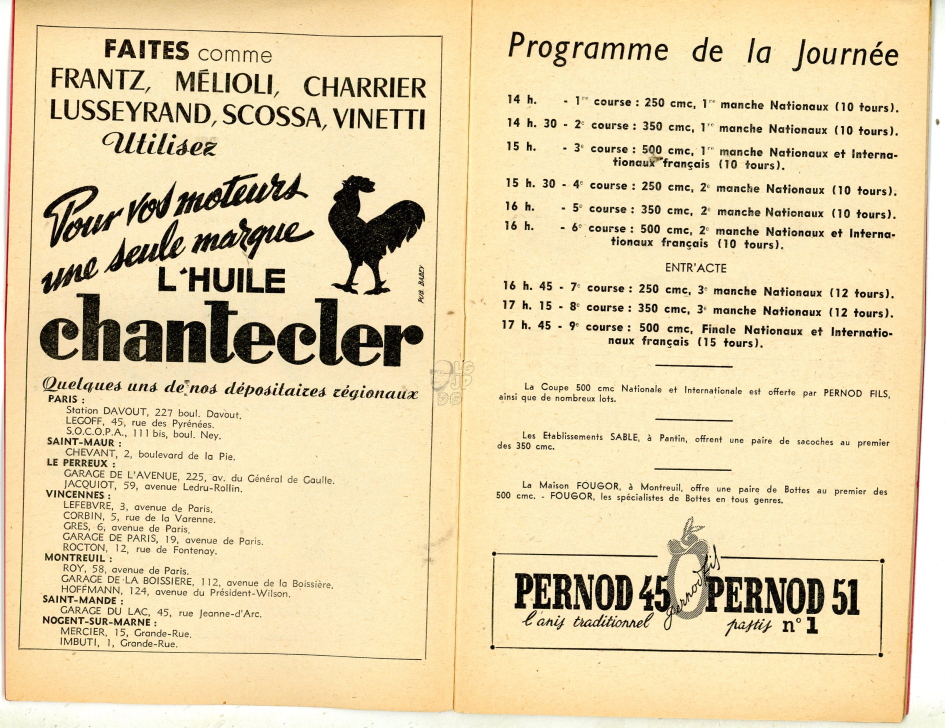 FAITES comme
FRANTZ, MÉLIOLI, CHARRIER
LUSSEYRAND, SCOSSA, VINETTI
Utilisez
Pour vos moteurs
une seule marque
L'HUILE
chantecler
PUB. BABEY
Quelques uns de nos dépositaires régionaux
PARIS :
Station DAVOUT, 227 boul. Davout.
LEGOFF, 45, rue des Pyrénées.
S.O.C.O.P.A., 111 bis, boul. Ney.
SAINT-MAUR :
CHEVANT, 2, boulevard de la Pie.
LE PERREUX :
GARAGE DE L'AVENUE, 225, av. du Général de Gaulle.
JACQUIOT, 59, avenue Ledru-Rollin.
VINCENNES :
LEFEBVRE, 3, avenue de Paris.
CORBIN, 5, rue de la Varenne.
GRES, 6, avenue de Paris.
GARAGE DE PARIS, 19, avenue de Paris.
ROCTON, 12, rue de Fontenay.
MONTREUIL :
ROY, 58, avenue de Paris.
GARAGE DE LA BOISSIERE, 112, avenue de la Boissière.
HOFFMANN, 124, avenue du Président-Wilson.
SAINT-MANDE :
GARAGE DU LAC, 45, rue Jeanne-d'Arc.
NOGENT-SUR-MARNE :
MERCIER, 15, Grande-Rue.
IMBUTI, 1, Grande-Rue.
Programme de la Journée
14 h. - 1re course : 250 cmc, 1re manche Nationaux (10 tours).
14 h. 30 - 2e course : 350 cmc, 1re manche Nationaux (10 tours).
15 h. - 3e course : 500 cmc, 1re manche Nationaux et Interna-
tionaux français (10 tours).
15 h. 30 - 4e course : 250 cmc, 2e manche Nationaux (10 tours).
16 h. - 5e course : 350 cmc, 2e manche Nationaux (10 tours).
16 h. - 6e course : 500 cmc, 2e manche Nationaux et Interna-
tionaux français (10 tours).
ENTR'ACTE
16 h. 45 - 7e course : 250 cmc, 3e manche Nationaux (12 tours).
17 h. 15 - 8e course : 350 cmc, 3e manche Nationaux (12 tours).
17 h. 45 - 9e course : 500 cmc, Finale Nationaux et Internatio-
naux français (15 tours).
La Coupe 500 cmc Nationale et Internationale est offerte par PERNOD FILS,
ainsi que de nombreux lots.
Les Etablissements SABLE, à Pantin, offrent une paire de sacoches au premier
des 350 cmc.
La Maison FOUGOR, à Montreuil, offre une paire de Bottes au premier des
500 cmc. - FOUGOR, les spécialistes de Bottes en tous genres.
PERNOD 45 pernod fils PERNOD 51
l'anis traditionnel pastis n° 1